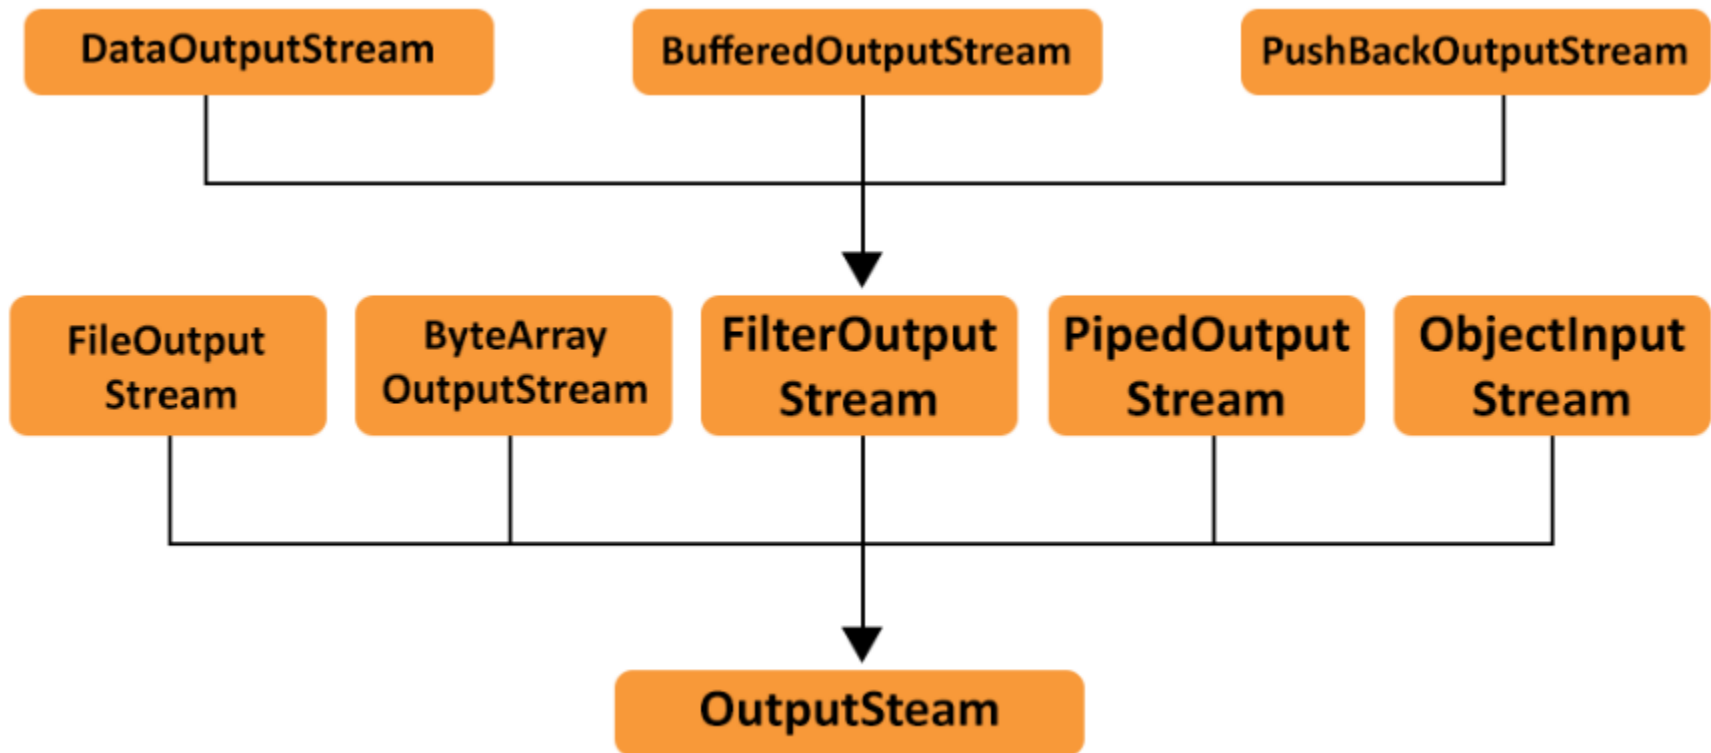 DataOutputStream
BufferedOutputStream
PushBackOutputStream
FileOutput
Stream
ByteArray
OutputStream
FilterOutput
Stream
PipedOutput
Stream
ObjectInput
Stream
OutputSteam